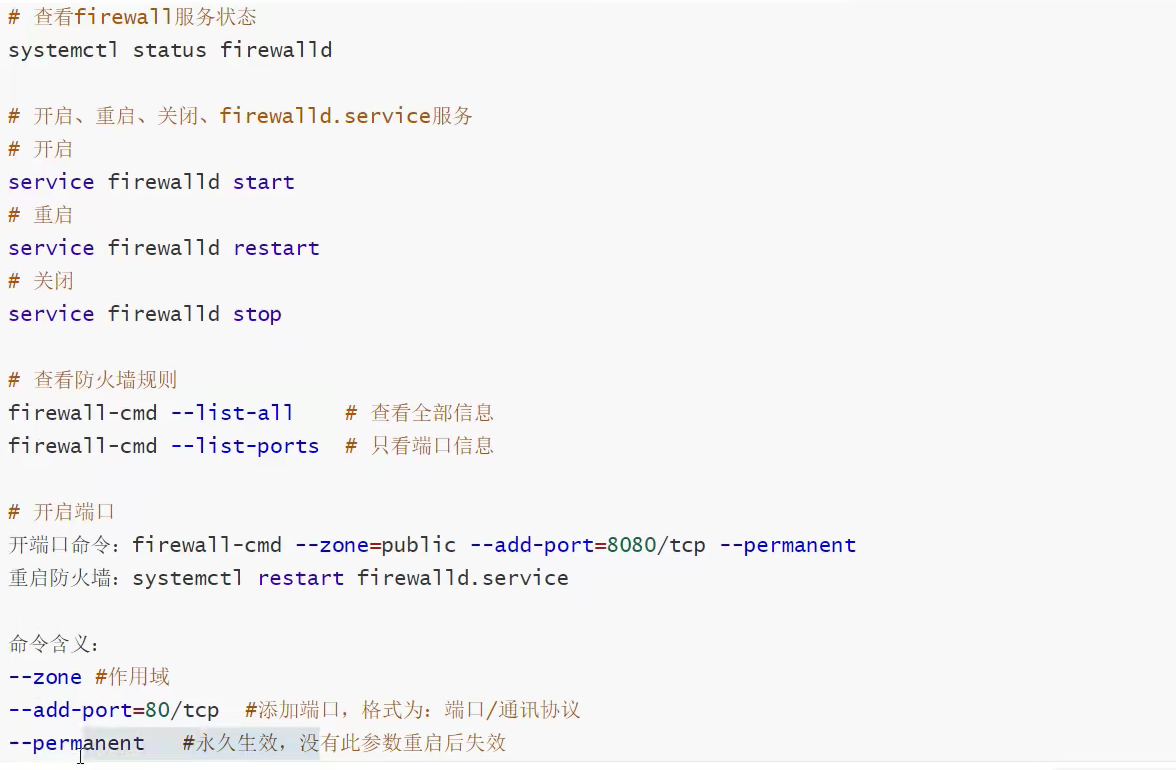 # 查看firewall服务状态
systemctl status firewalld
# 开启、重启、关闭、firewalld.service服务
# 开启
service firewalld start
# 重启
service firewalld restart
# 关闭
service firewalld stop
# 查看防火墙规则
firewall-cmd --list-all    # 查看全部信息
firewall-cmd --list-ports  # 只看端口信息
# 开启端口
开端口命令：firewall-cmd --zone=public --add-port=8080/tcp --permanent
重启防火墙：systemctl restart firewalld.service
命令含义：
--zone #作用域
--add-port=80/tcp  #添加端口，格式为：端口/通讯协议
--permanent   #永久生效，没有此参数重启后失效